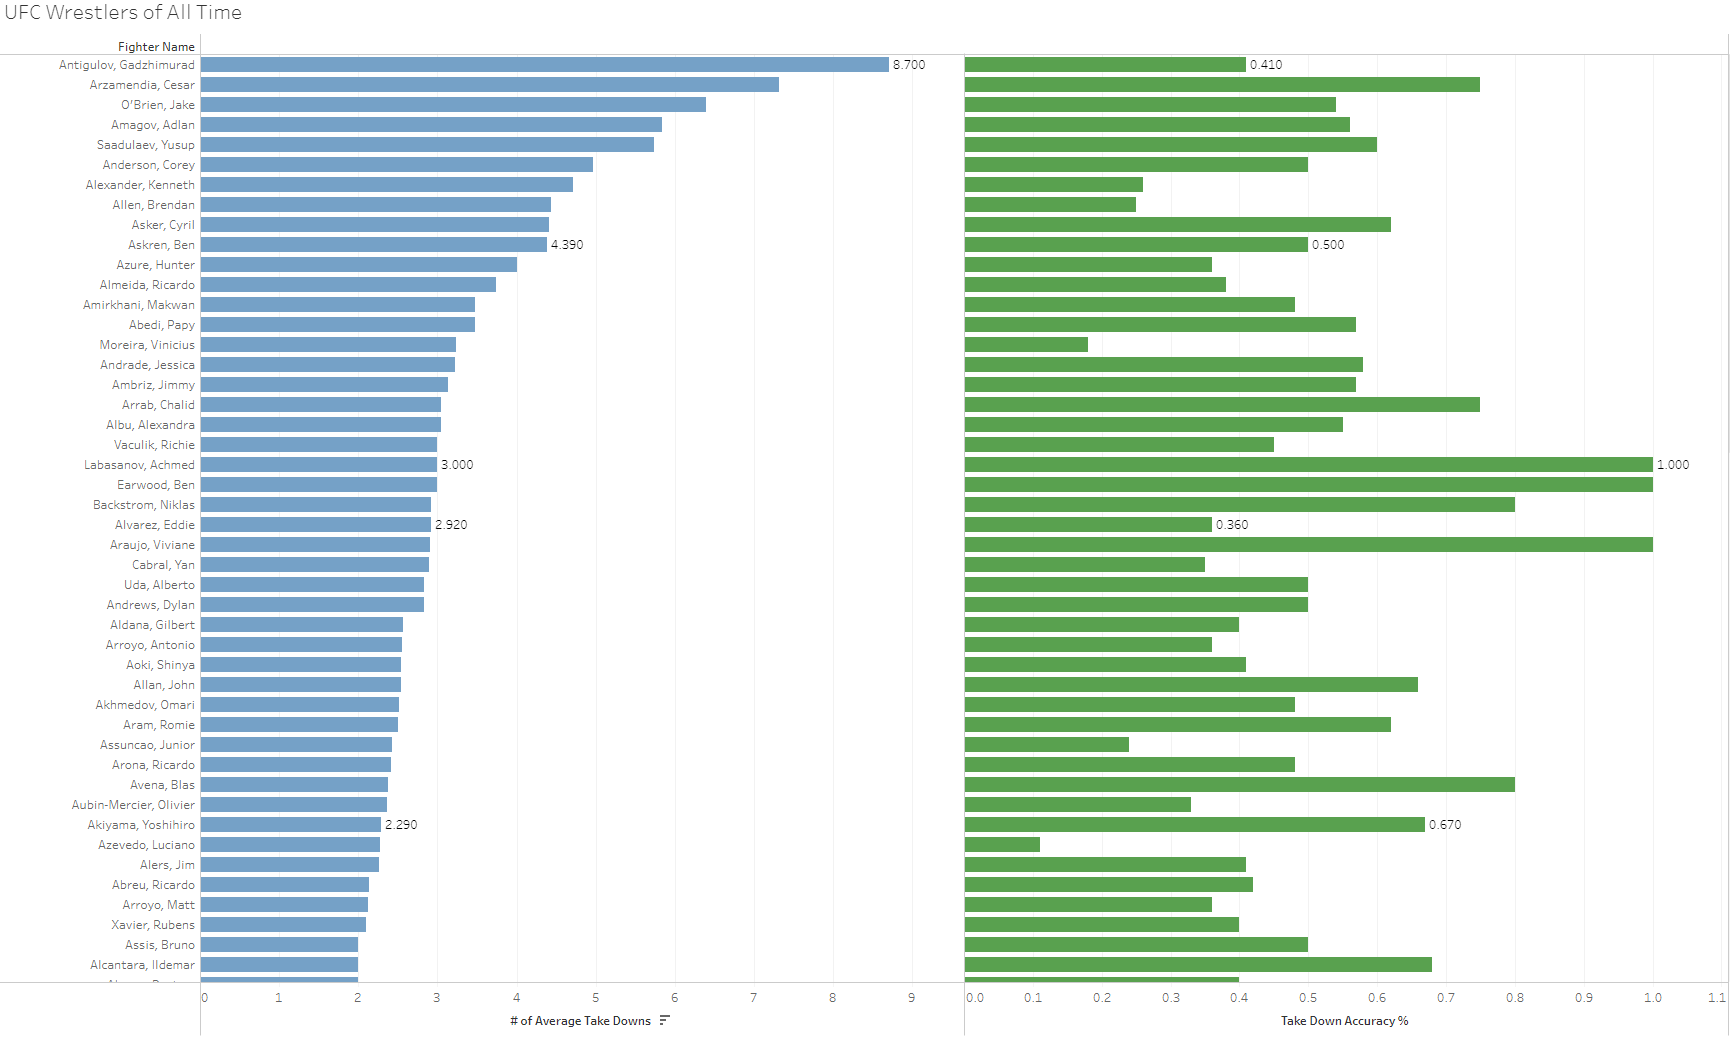 UFC Wrestlers of All Time
Fighter Name
Antigulov, Gadzhimurad 8.700 0.410
Arzamendia, Cesar
O'Brien, Jake
Amagov, Adlan
Saadulaev, Yusup
Anderson, Corey
Alexander, Kenneth
Allen, Brendan
Asker, Cyril
Askren, Ben 4.390 0.500
Azure, Hunter
Almeida, Ricardo
Amirkhani, Makwan
Abedi, Papy
Moreira, Vinicius
Andrade, Jessica
Ambriz, Jimmy
Arrab, Chalid
Albu, Alexandra
Vaculik, Richie
Labasanov, Achmed 3.000 1.000
Earwood, Ben
Backstrom, Niklas
Alvarez, Eddie 2.920 0.360
Araujo, Viviane
Cabral, Yan
Uda, Alberto
Andrews, Dylan
Aldana, Gilbert
Arroyo, Antonio
Aoki, Shinya
Allan, John
Akhmedov, Omari
Aram, Romie
Assuncao, Junior
Arona, Ricardo
Avena, Blas
Aubin-Mercier, Olivier
Akiyama, Yoshihiro 2.290 0.670
Azevedo, Luciano
Alers, Jim
Abreu, Ricardo
Arroyo, Matt
Xavier, Rubens
Assis, Bruno
Alcantara, Ildemar
0 1 2 3 4 5 6 7 8 9 0.0 0.1 0.2 0.3 0.4 0.5 0.6 0.7 0.8 0.9 1.0 1.1
# of Average Take Downs Take Down Accuracy %